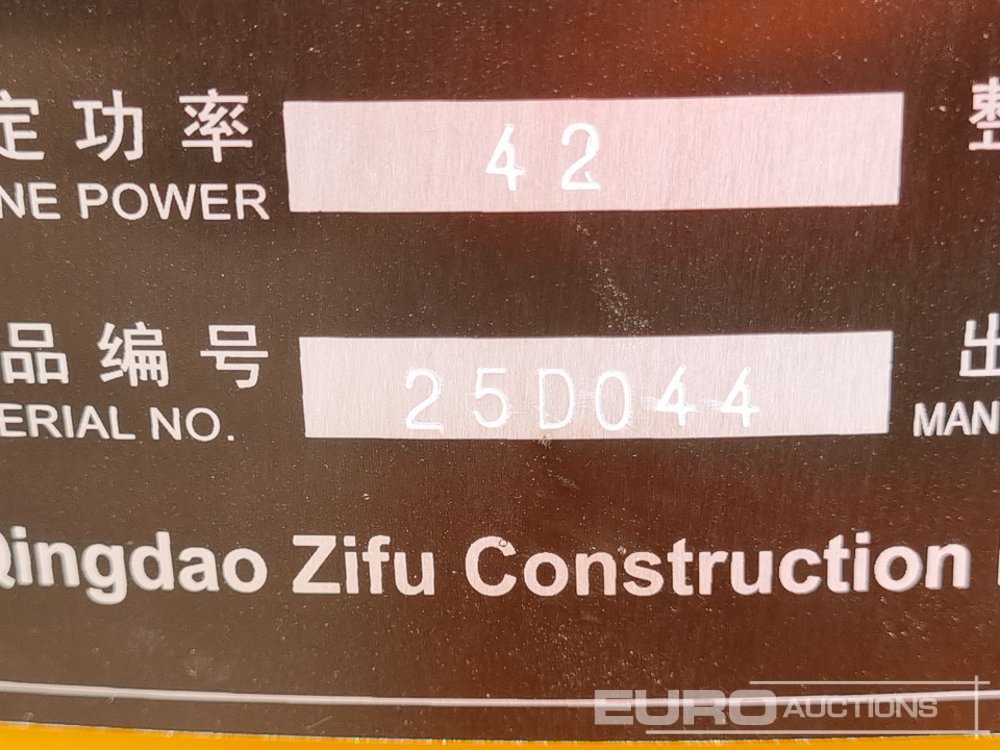 定功率 42 整
NE POWER
品编号 25D044 出
ERIAL NO. MAN
Qingdao Zifu Construction
EURO AUCTIONS